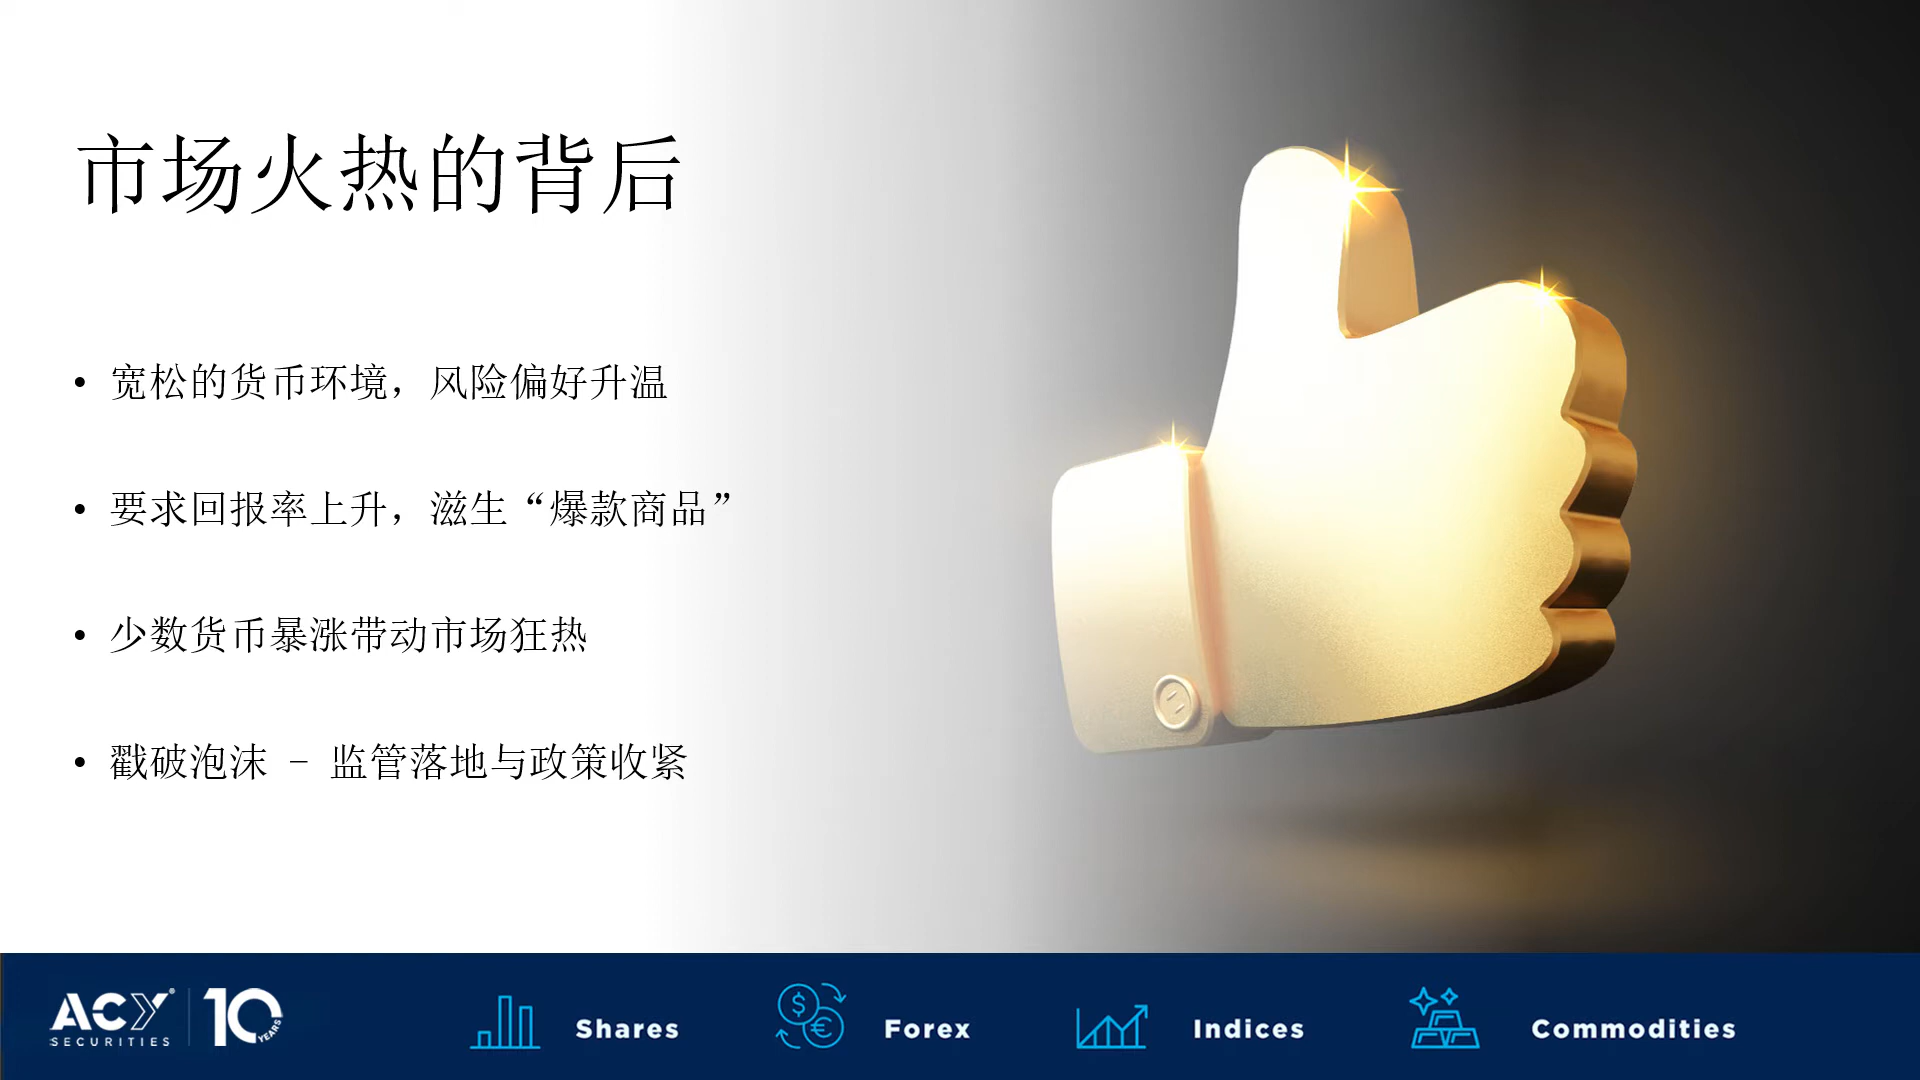 市场火热的背后
• 宽松的货币环境，风险偏好升温
• 要求回报率上升，滋生“爆款商品”
• 少数货币暴涨带动市场狂热
• 戳破泡沫 – 监管落地与政策收紧
ACY® SECURITIES
10 YEARS
Shares
Forex
Indices
Commodities